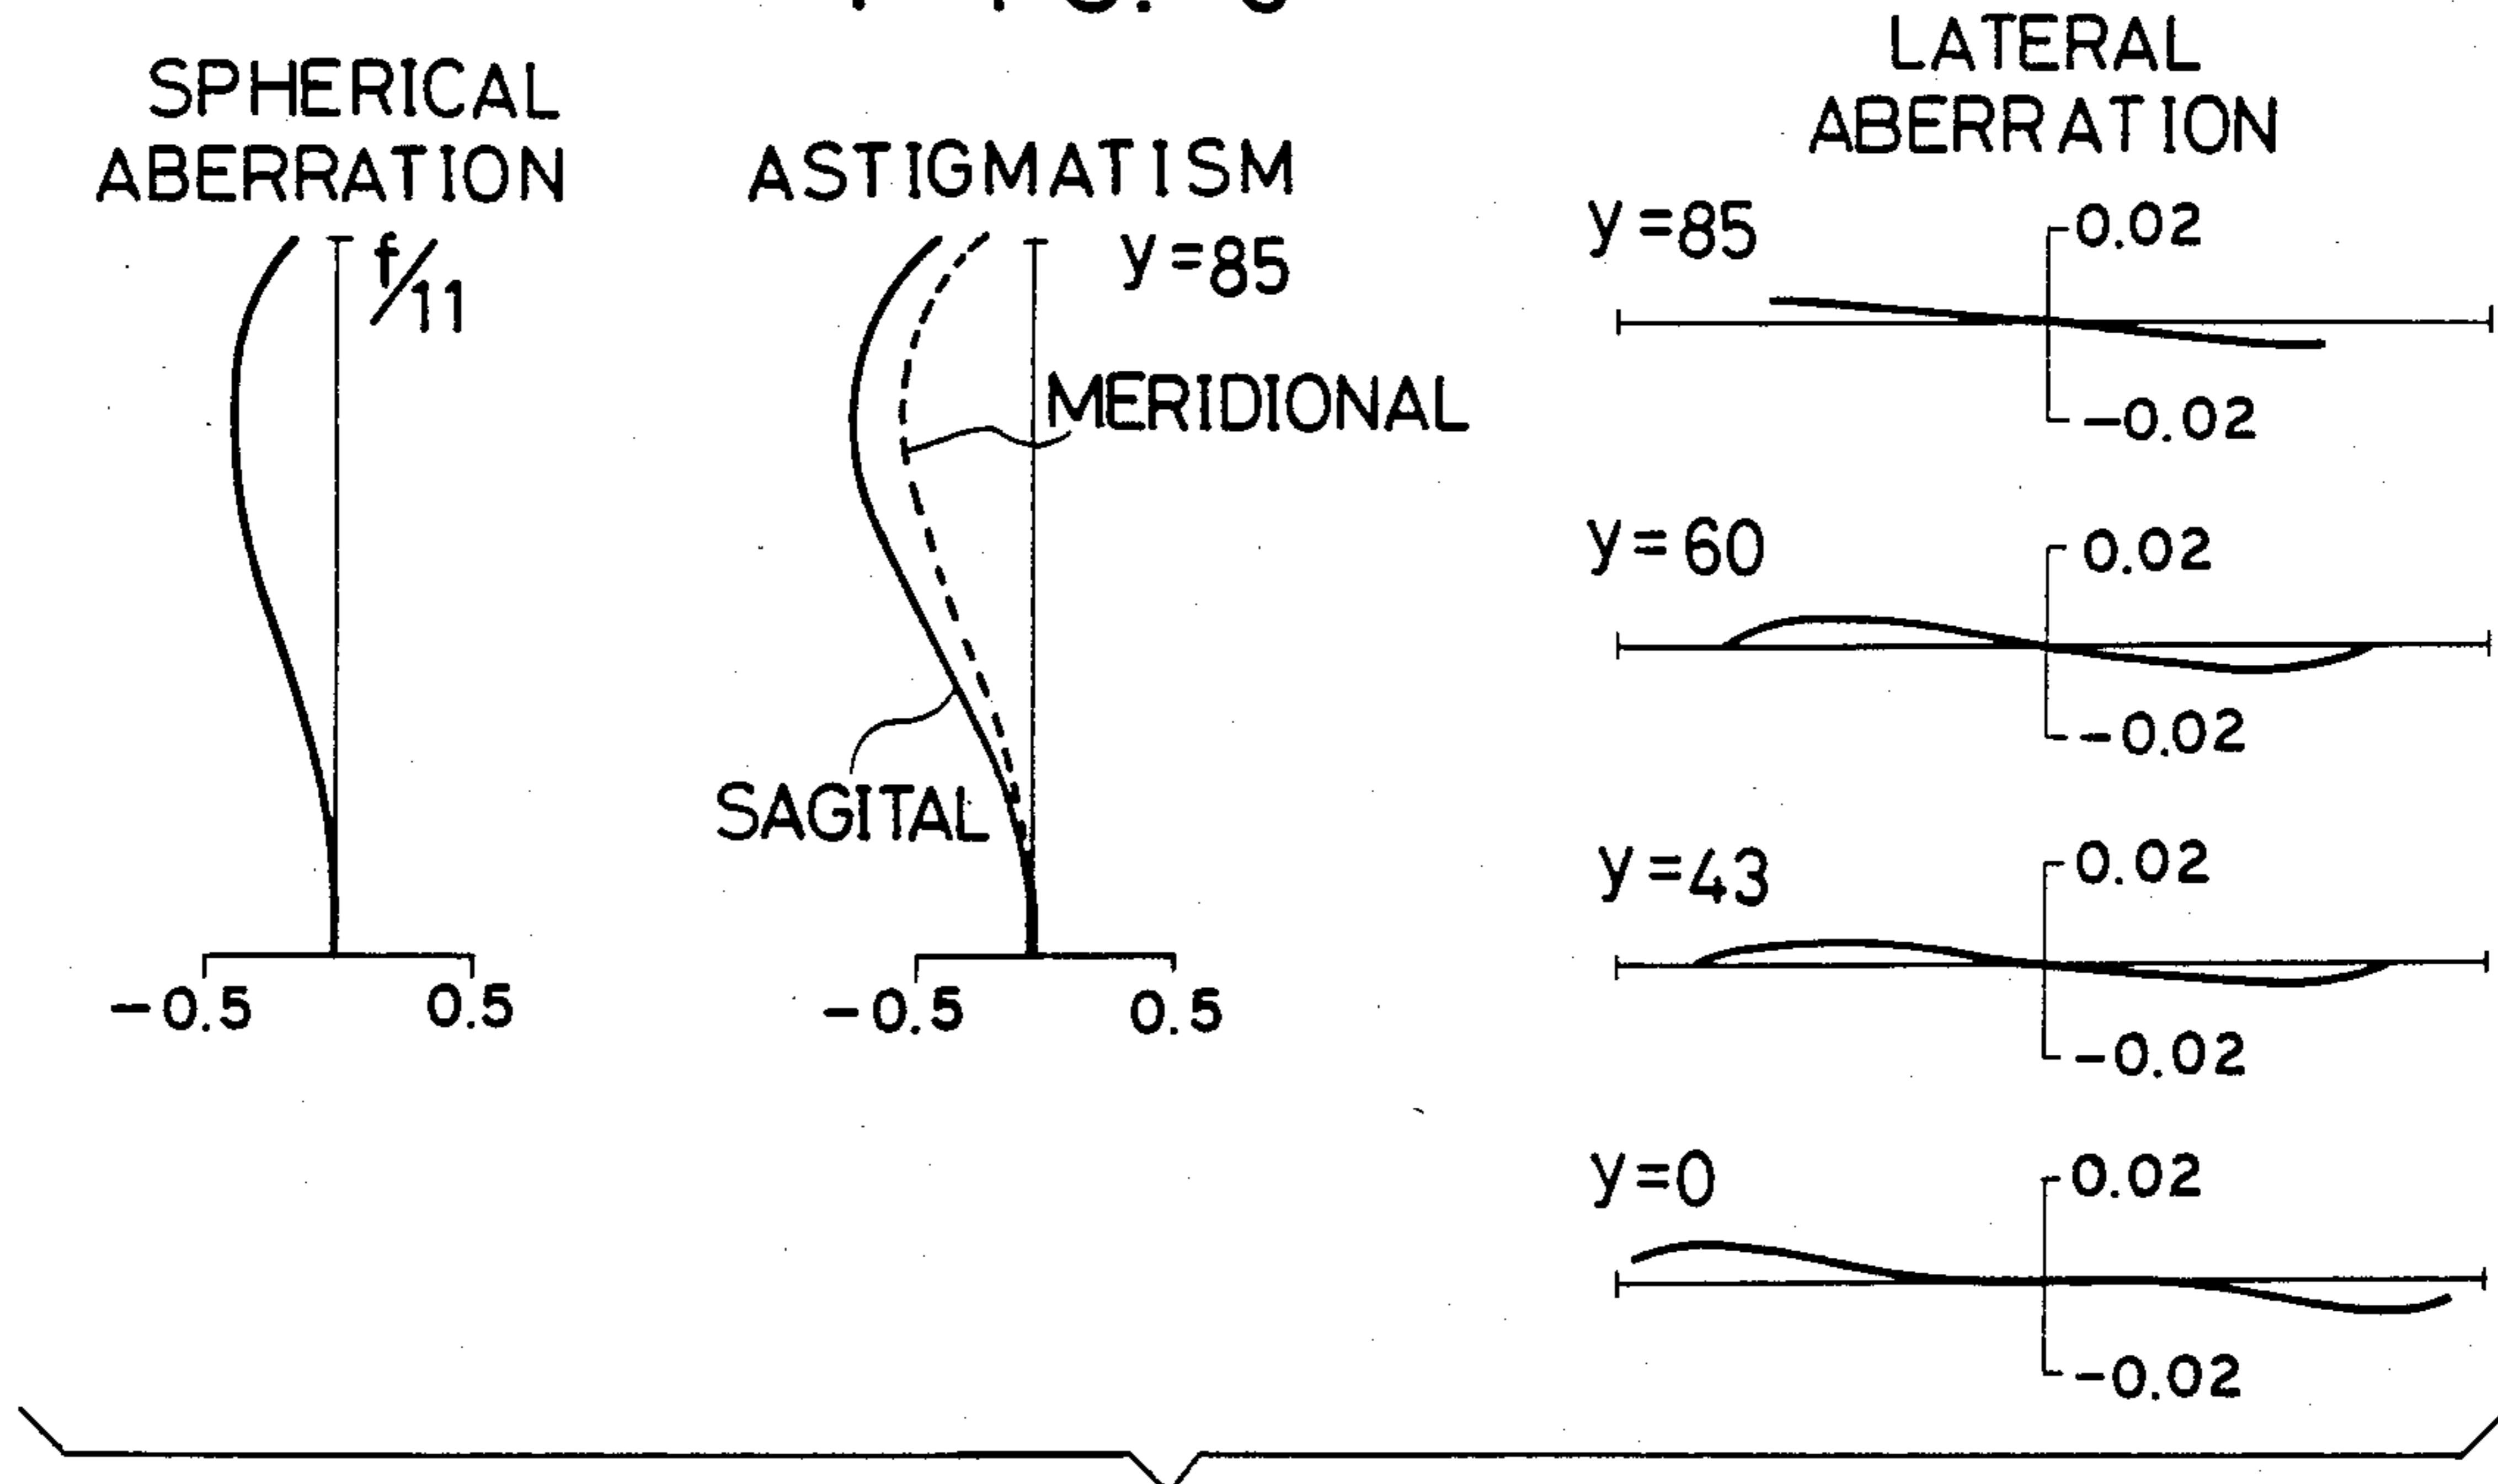 SPHERICAL
ABERRATION
f/11
-0.5
0.5
ASTIGMATISM
y=85
MERIDIONAL
SAGITAL
-0.5
0.5
LATERAL
ABERRATION
y=85
0.02
-0.02
y=60
0.02
-0.02
y=43
0.02
-0.02
y=0
0.02
-0.02